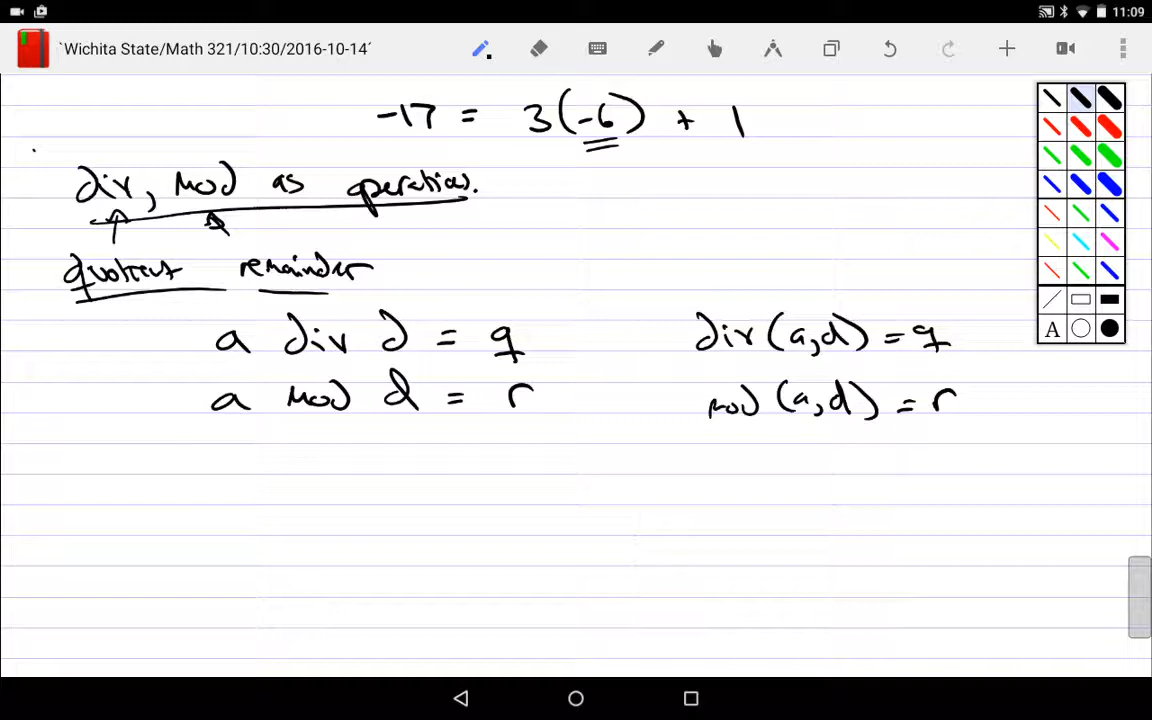 11:09
`Wichita State/Math 321/10:30/2016-10-14´
-17 = 3(-6) + 1
div, mod as operations.
quotient remainder
a div d = q div(a,d) = q
a mod d = r mod (a,d) = r
A